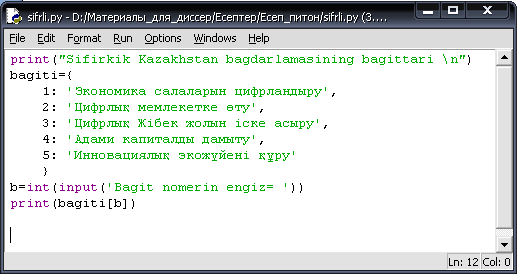 sifrli.py - D:/Материалы_для_диссер/Есептер/Есеп_питон/sifrli.py (3....
File Edit Format Run Options Windows Help
print("Sifirkik Kazakhstan bagdarlamasining bagittari \n")
bagiti={
1: 'Экономика салаларын цифрландыру',
2: 'Цифрлық мемлекетке өту',
3: 'Цифрлық Жібек жолын іске асыру',
4: 'Адами капиталды дамыту',
5: 'Инновациялық экожүйені құру'
}
b=int(input('Bagit nomerin engiz= '))
print(bagiti[b])
Ln: 12 Col: 0